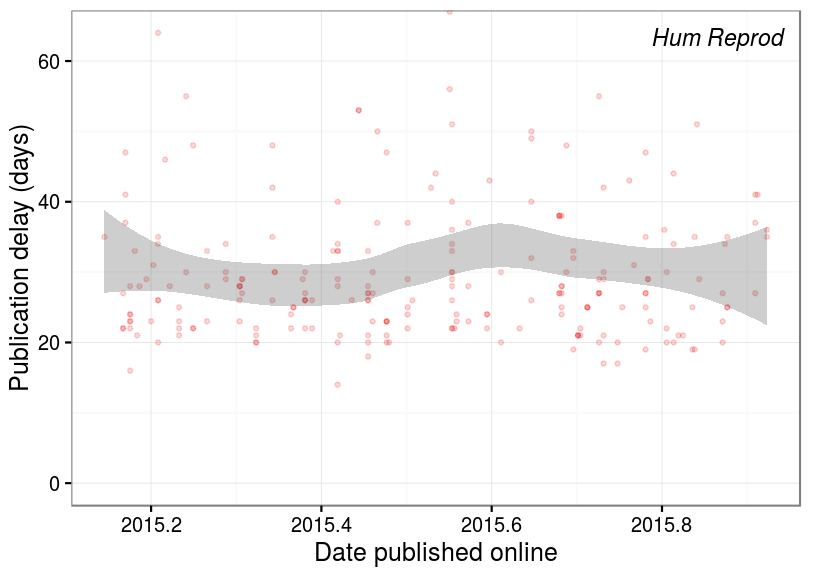 Hum Reprod
Publication delay (days)
60
40
20
0
2015.2 2015.4 2015.6 2015.8
Date published online